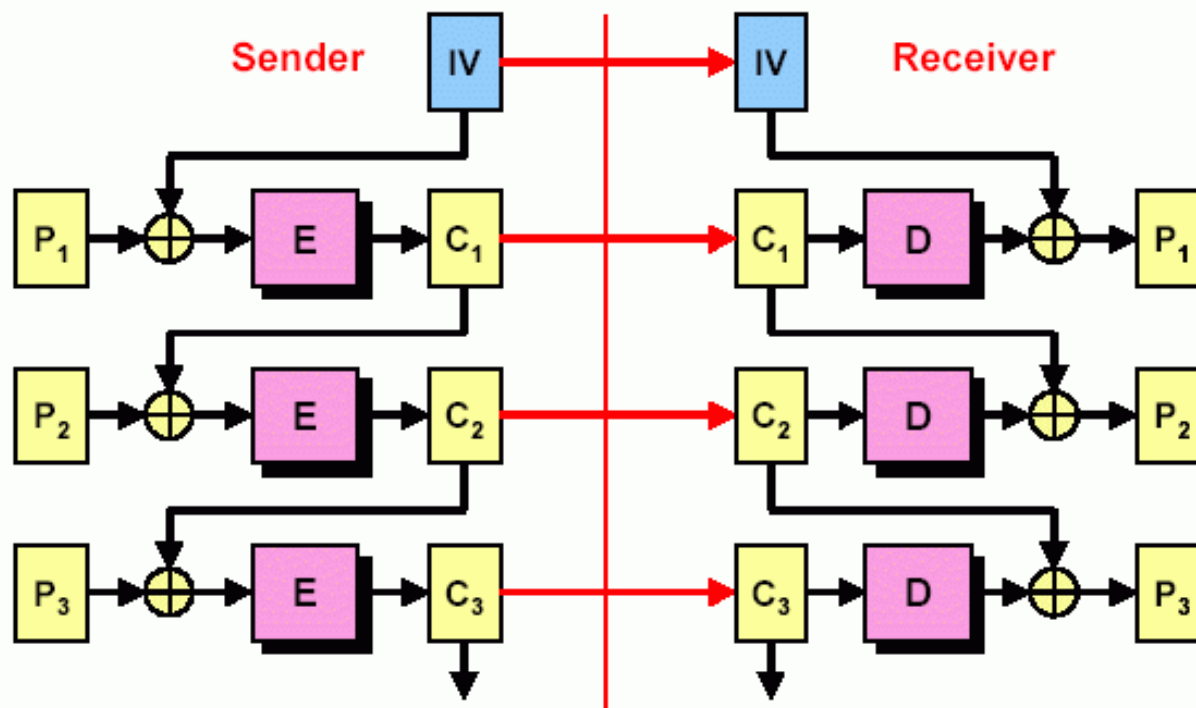 Sender IV IV Receiver
P₁ E C₁ C₁ D P₁
P₂ E C₂ C₂ D P₂
P₃ E C₃ C₃ D P₃